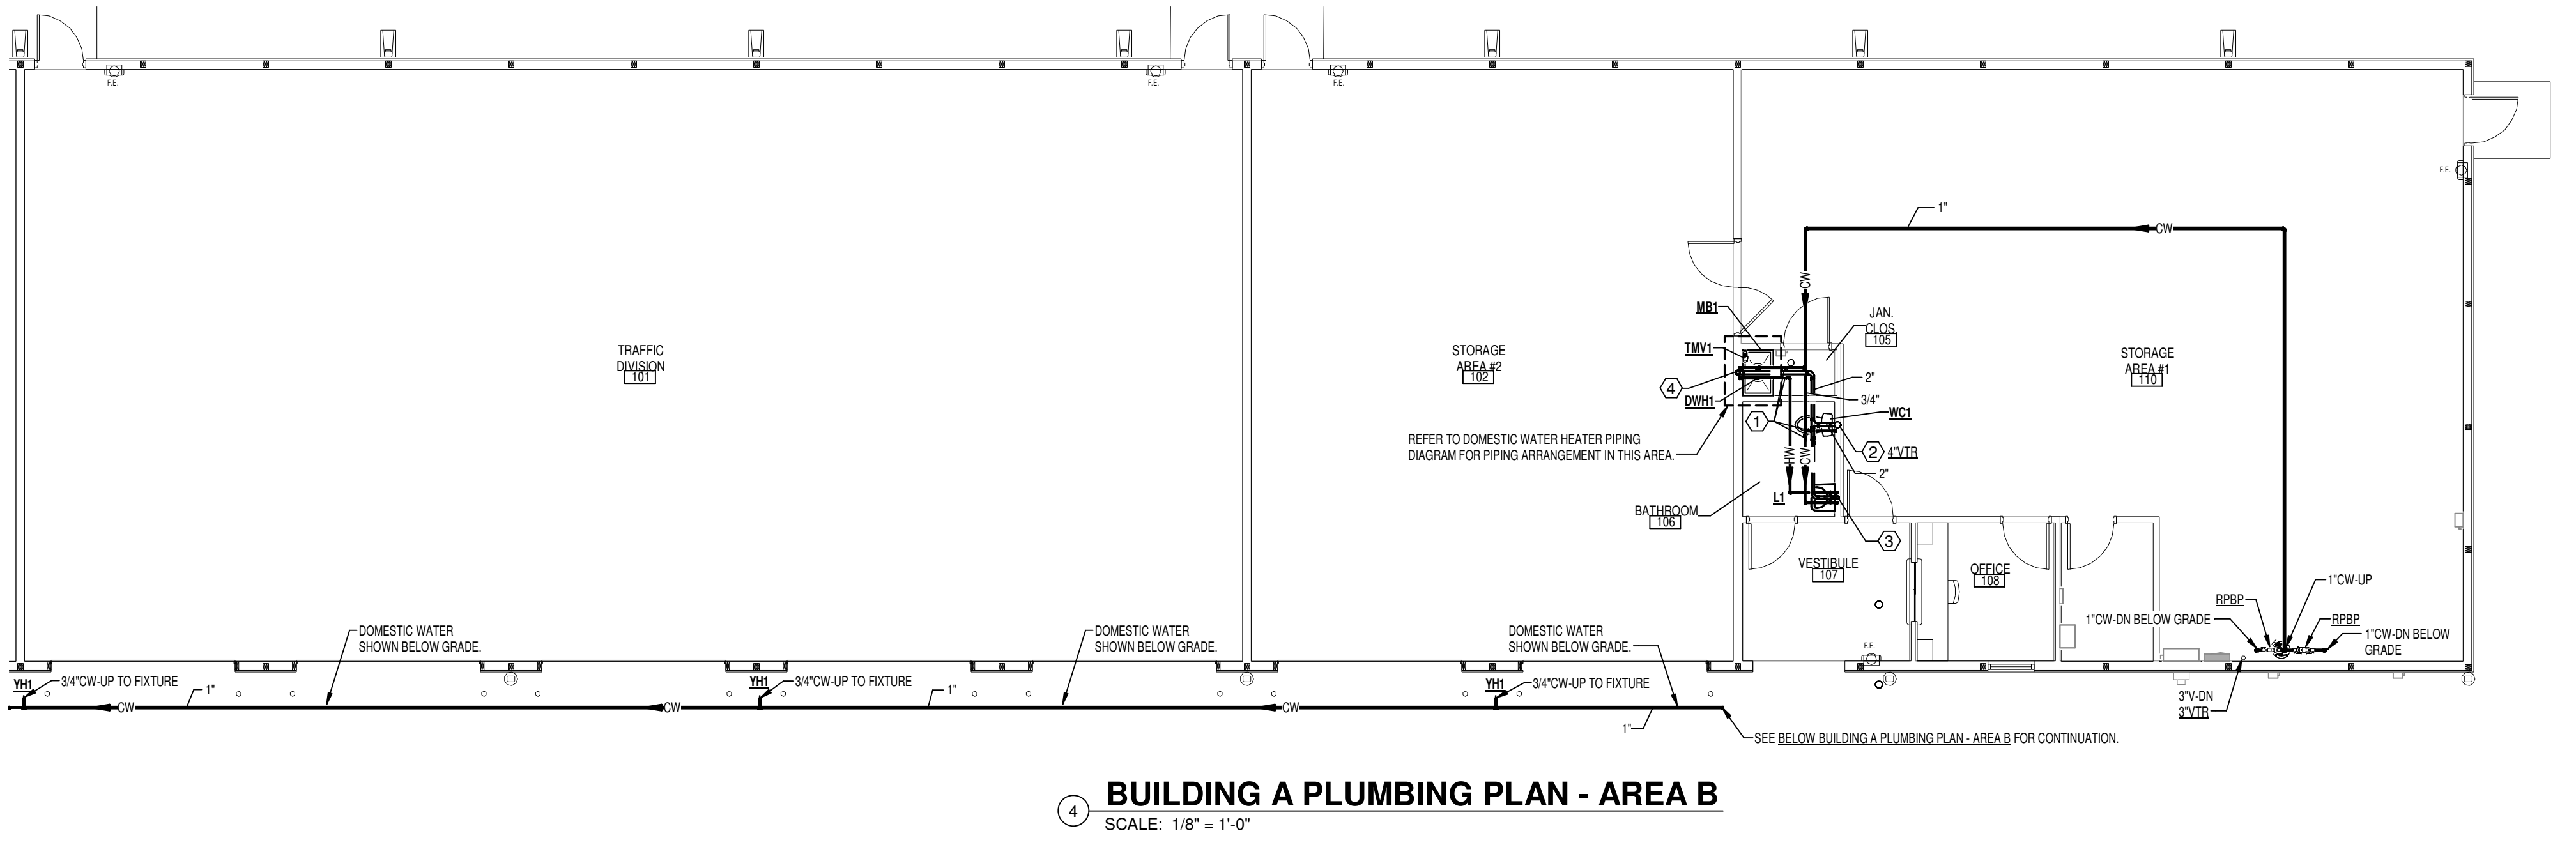 F.E.
F.E.
F.E.
F.E.
1"
CW
CW
MB1
JAN.
CLOS.
105
TMV1
TRAFFIC
DIVISION
101
STORAGE
AREA #2
102
STORAGE
AREA #1
110
4
2"
DWH1
3/4"
WC1
1
REFER TO DOMESTIC WATER HEATER PIPING
DIAGRAM FOR PIPING ARRANGEMENT IN THIS AREA.
2
4"VTR
HW
CW
2"
L1
BATHROOM
106
3
VESTIBULE
107
OFFICE
108
1"CW-UP
RPBP
1"CW-DN BELOW GRADE
RPBP
1"CW-DN BELOW
GRADE
F.E.
DOMESTIC WATER
SHOWN BELOW GRADE.
DOMESTIC WATER
SHOWN BELOW GRADE.
DOMESTIC WATER
SHOWN BELOW GRADE.
YH1
3/4"CW-UP TO FIXTURE
1"
YH1
3/4"CW-UP TO FIXTURE
1"
YH1
3/4"CW-UP TO FIXTURE
3"V-DN
3"VTR
CW
CW
CW
1"
SEE BELOW BUILDING A PLUMBING PLAN - AREA B FOR CONTINUATION.
4
BUILDING A PLUMBING PLAN - AREA B
SCALE: 1/8" = 1'-0"